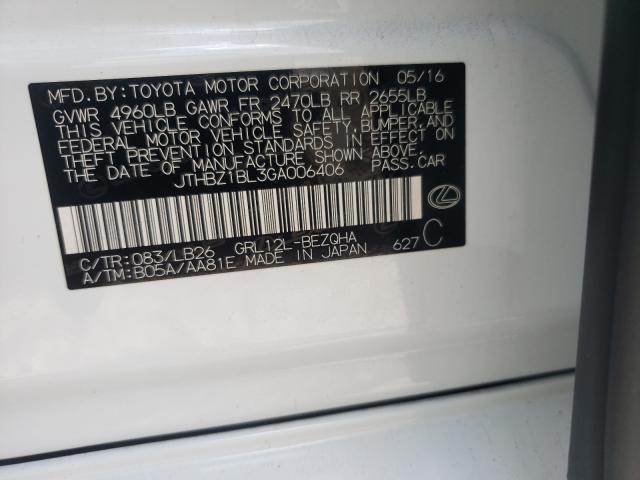 MFD. BY: TOYOTA MOTOR CORPORATION 05/16
GVWR 4960LB GAWR FR 2470LB RR 2655LB
THIS VEHICLE CONFORMS TO ALL APPLICABLE
FEDERAL MOTOR VEHICLE SAFETY, BUMPER, AND
THEFT PREVENTION STANDARDS IN EFFECT ON
THE DATE OF MANUFACTURE SHOWN ABOVE.
JTHBZ1BL3GA006406 PASS. CAR
C/TR: 083/LB26 GRL12L-BEZQHA
A/TM: B05A/AA81E MADE IN JAPAN 627 C